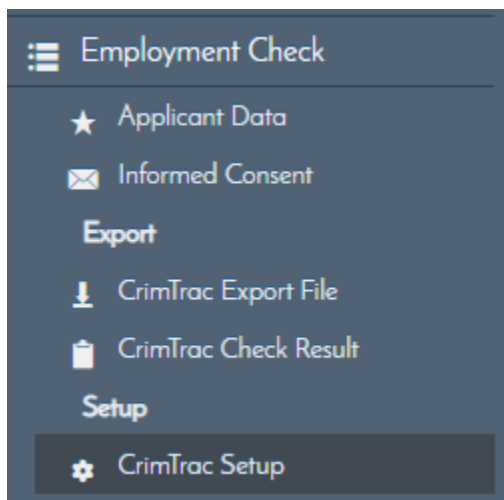 Employment Check
Applicant Data
Informed Consent
Export
CrimTrac Export File
CrimTrac Check Result
Setup
CrimTrac Setup